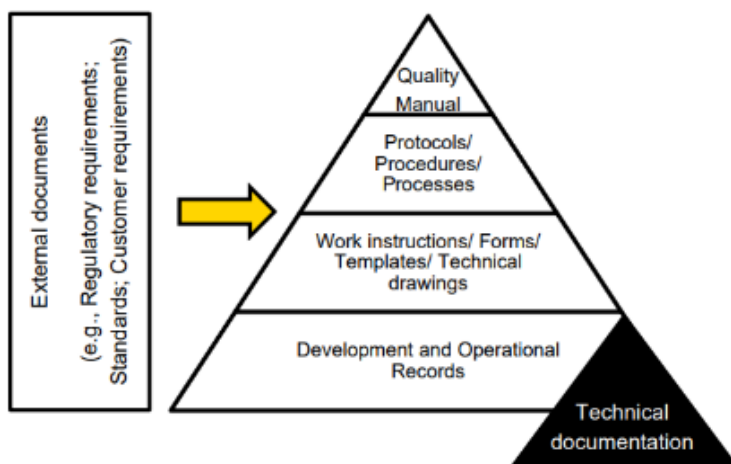 External documents
(e.g., Regulatory requirements;
Standards; Customer requirements)
Quality
Manual
Protocols/
Procedures/
Processes
Work instructions/ Forms/
Templates/ Technical
drawings
Development and Operational
Records
Technical
documentation